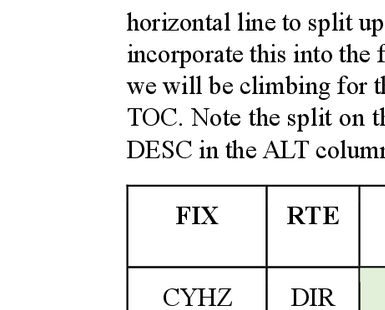 horizontal line to split up
incorporate this into the f
we will be climbing for th
TOC. Note the split on th
DESC in the ALT column
FIX RTE
CYHZ DIR